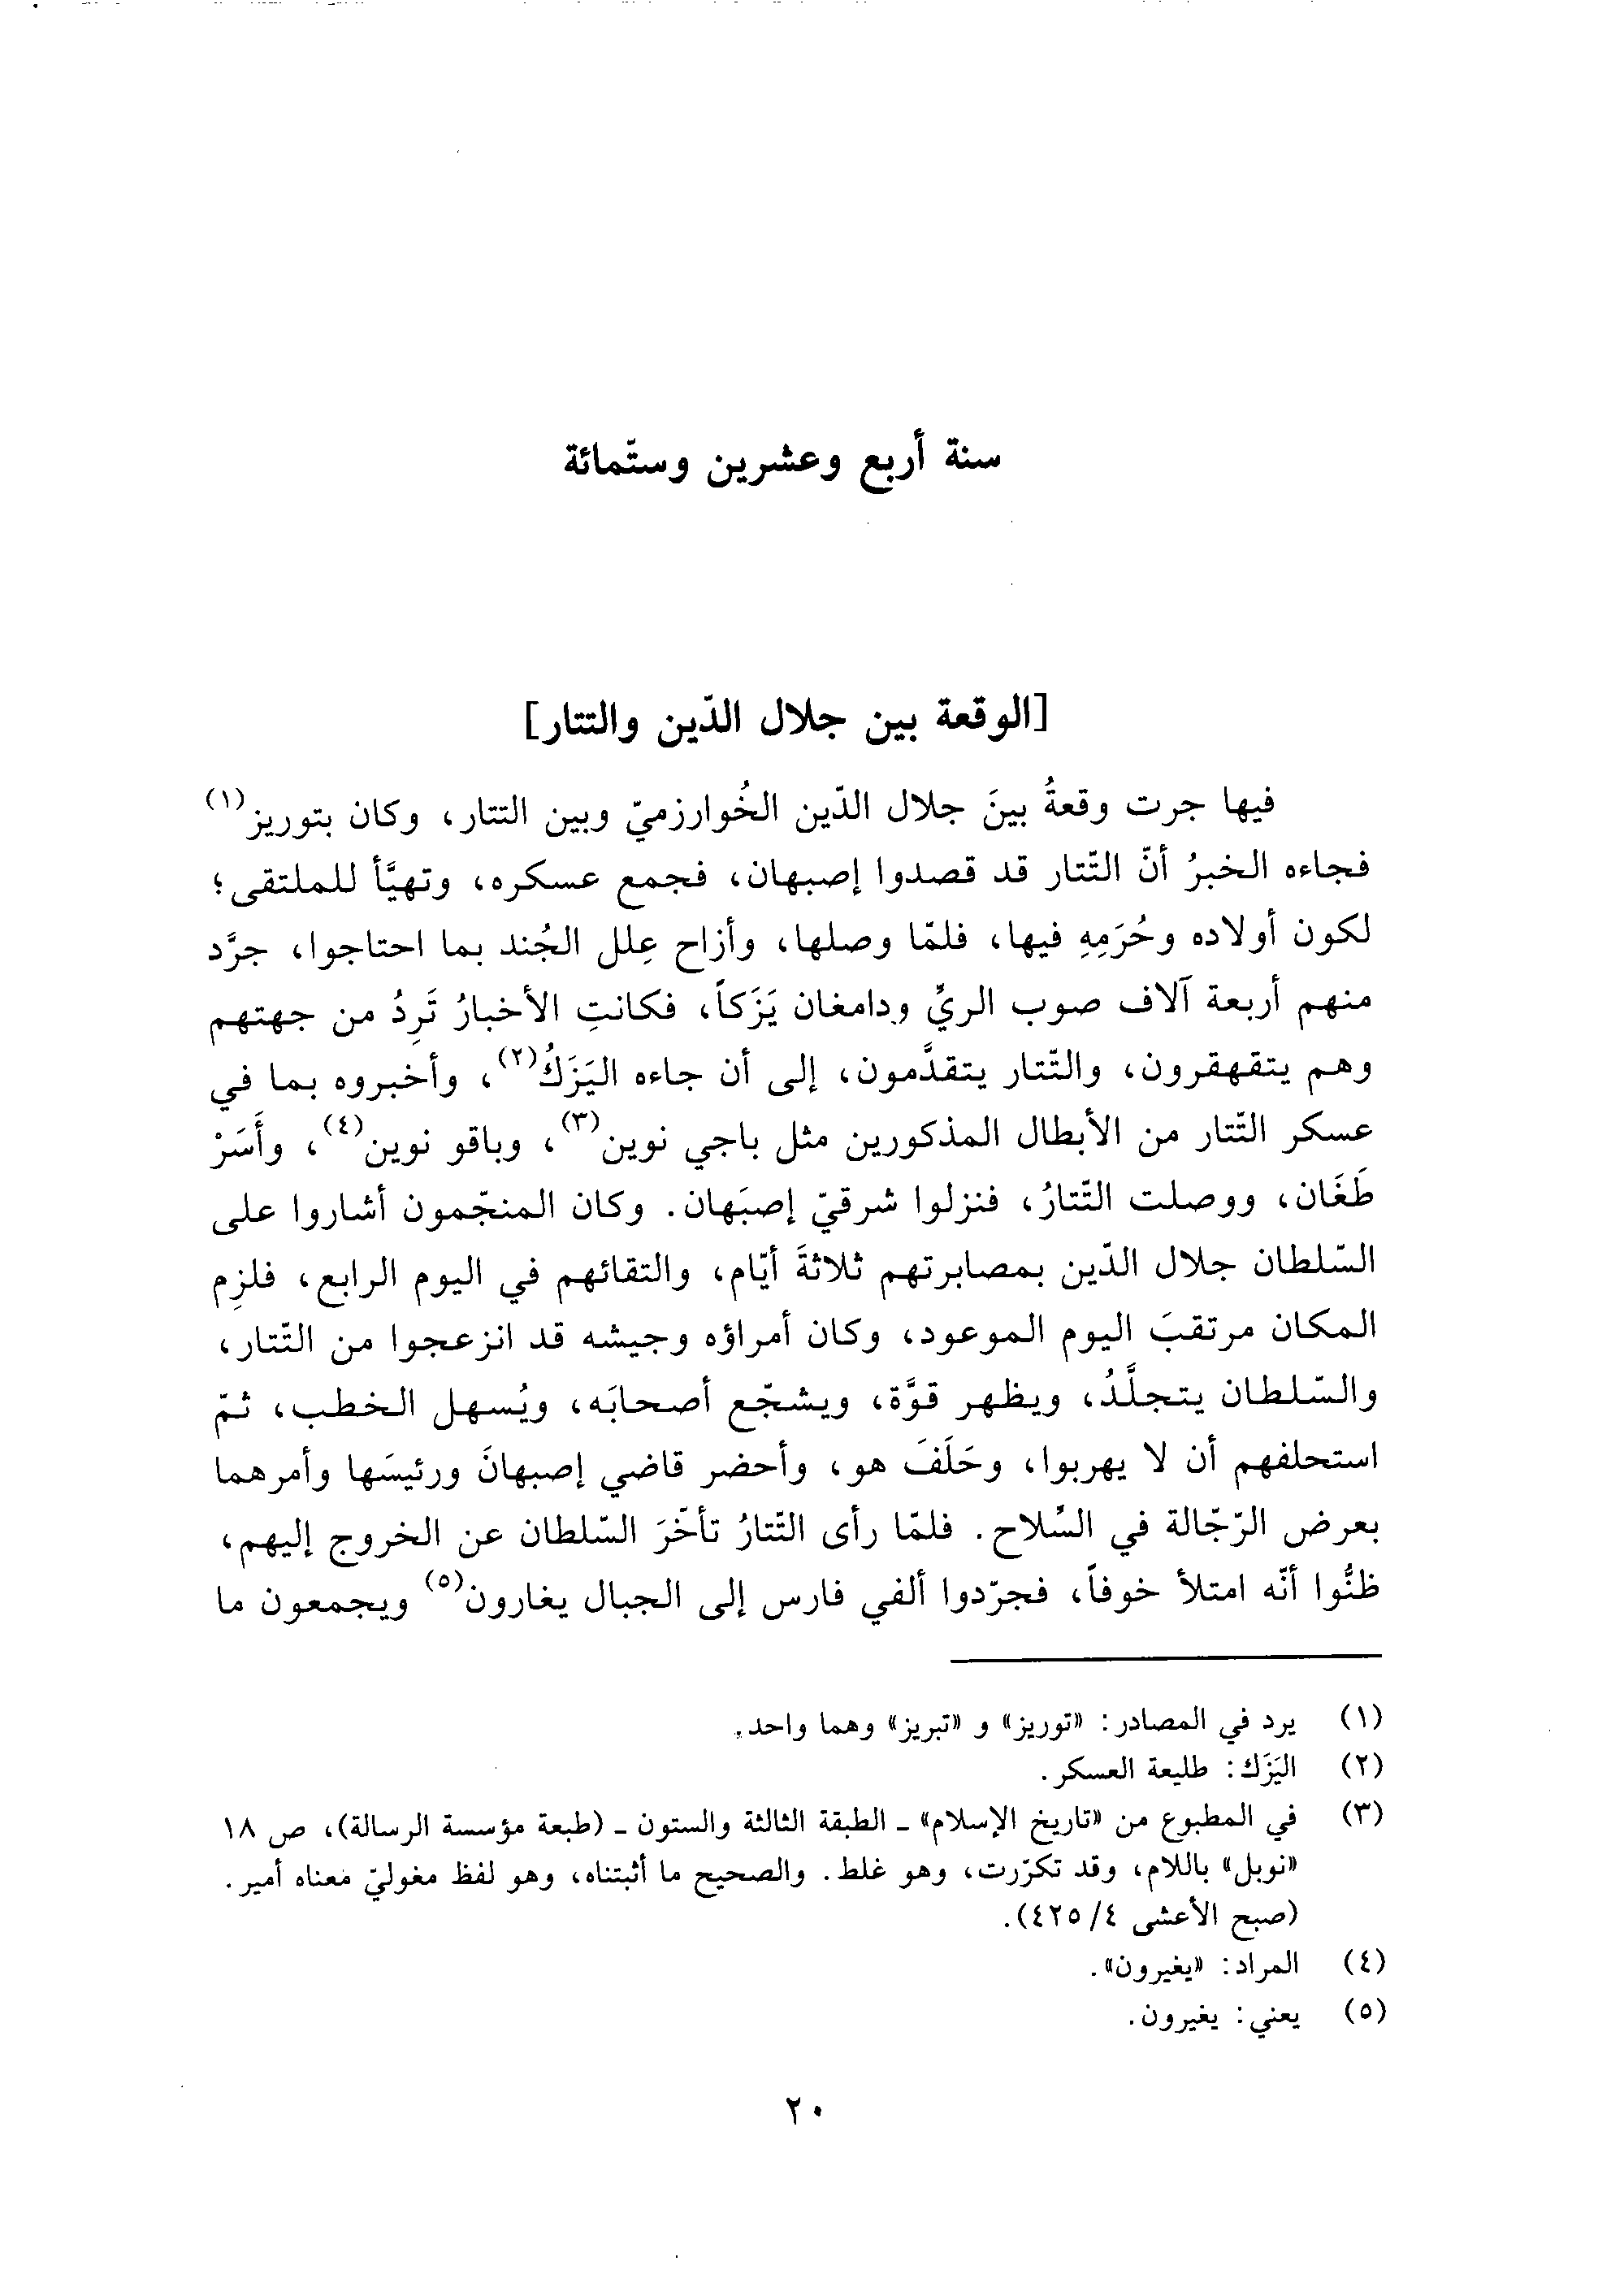 سنة أربع وعشرين وستّمائة
[الوقعة بين جلال الدّين والتتار]
فيها جرت وقعةُ بينَ جلال الدّين الخُوارزميّ وبين التتار، وكان بتوريز(١)
فجاءه الخبرُ أنّ التّتار قد قصدوا إصبهان، فجمع عسكره، وتهيَّأ للملتقى؛
لكون أولاده وحُرَمِهِ فيها، فلمّا وصلها، وأزاح عِلل الجُند بما احتاجوا، جرَّد
منهم أربعة آلاف صوب الريِّ ودامغان يَزَكاً، فكانتِ الأخبارُ تَرِدُ من جهتهم
وهم يتقهقرون، والتّتار يتقدَّمون، إلى أن جاءه اليَزَكُ(٢)، وأخبروه بما في
عسكر التّتار من الأبطال المذكورين مثل باجي نوين(٣)، وباقو نوين(٤)، وأَسَرْ
طَغَان، ووصلت التّتارُ، فنزلوا شرقيّ إصبَهان. وكان المنجّمون أشاروا على
السّلطان جلال الدّين بمصابرتهم ثلاثةَ أيّام، والتقائهم في اليوم الرابع، فلزِم
المكان مرتقبَ اليوم الموعود، وكان أمراؤه وجيشه قد انزعجوا من التّتار،
والسّلطان يتجلَّدُ، ويظهر قوَّة، ويشجّع أصحابَه، ويُسهل الخطب، ثمّ
استحلفهم أن لا يهربوا، وحَلَفَ هو، وأحضر قاضي إصبهانَ ورئيسَها وأمرهما
بعرض الرّجّالة في السِّلاح. فلمّا رأى التّتارُ تأخّرَ السّلطان عن الخروج إليهم،
ظنُّوا أنّه امتلأ خوفاً، فجرّدوا ألفي فارس إلى الجبال يغارون(٥) ويجمعون ما
(١) يرد في المصادر: «توريز» و «تبريز» وهما واحد.
(٢) اليَزَك: طليعة العسكر.
(٣) في المطبوع من «تاريخ الإسلام» ـ الطبقة الثالثة والستون ـ (طبعة مؤسسة الرسالة)، ص ١٨
«نوبل» باللام، وقد تكرّرت، وهو غلط. والصحيح ما أثبتناه، وهو لفظ مغوليّ معناه أمير.
(صبح الأعشى ٤/ ٤٢٥).
(٤) المراد: «يغيرون».
(٥) يعني: يغيرون.
٢٠